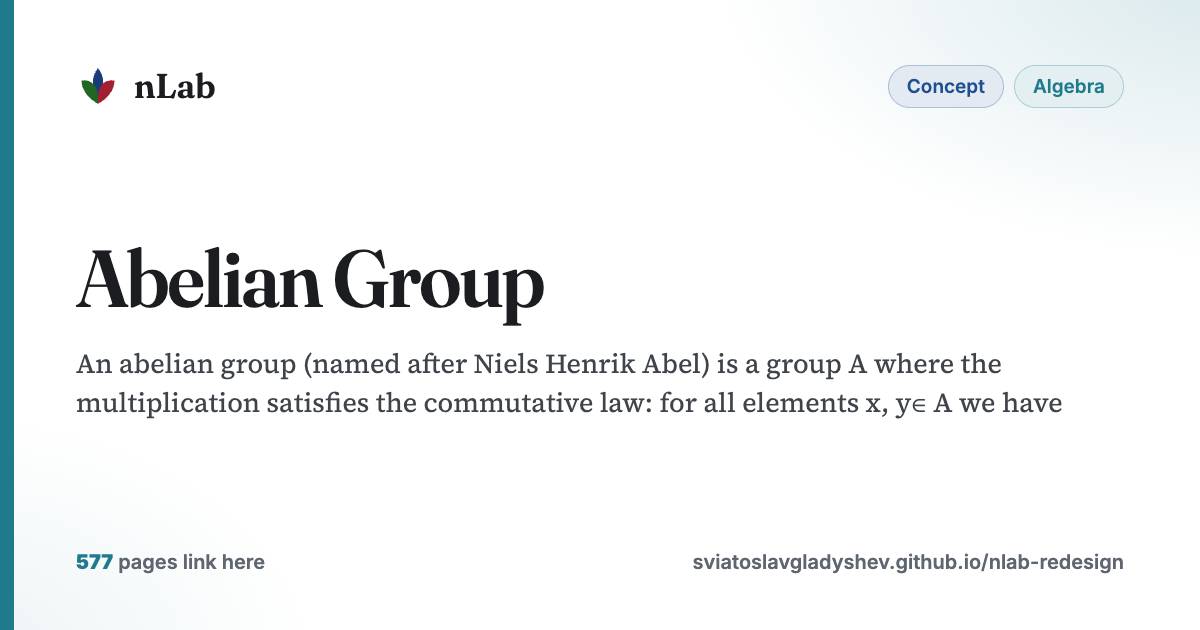 nLab
Concept
Algebra
Abelian Group
An abelian group (named after Niels Henrik Abel) is a group A where the
multiplication satisfies the commutative law: for all elements x, y∈ A we have
577 pages link here
sviatoslavgladyshev.github.io/nlab-redesign